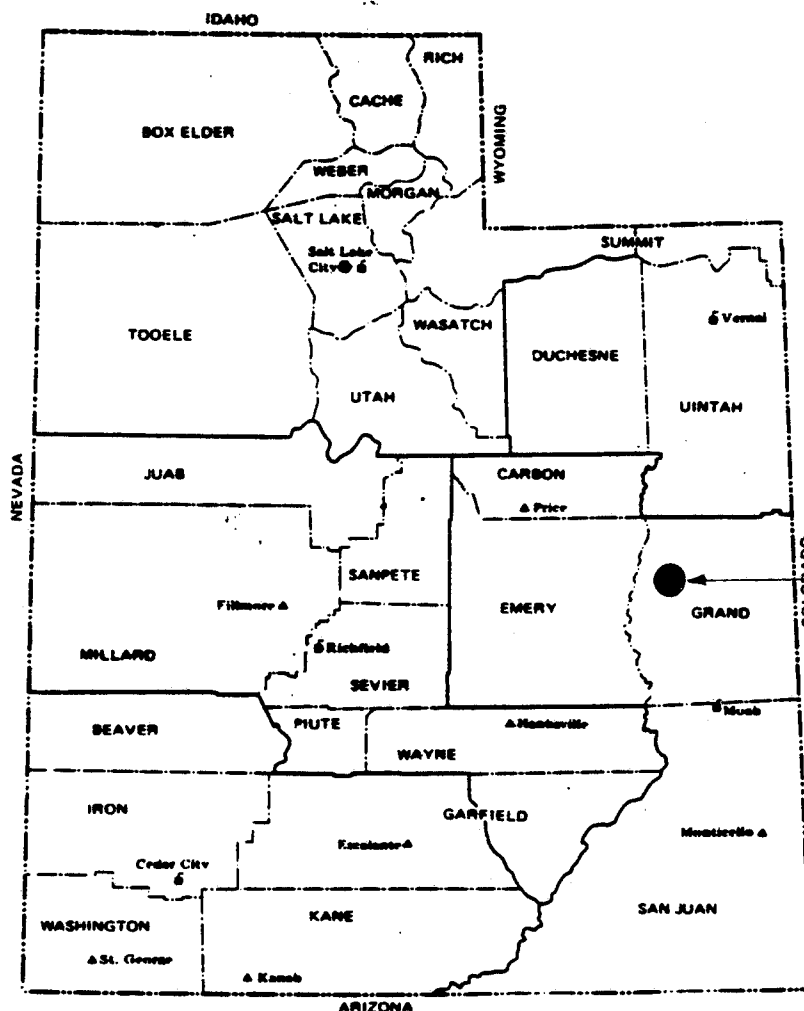 IDAHO
RICH
CACHE
BOX ELDER
WYOMING
WEBER
MORGAN
SALT LAKE
Salt Lake
City
SUMMIT
TOOELE
WASATCH
Vernal
DUCHESNE
UTAH
UINTAH
NEVADA
JUAB
CARBON
Price
SANPETE
EMERY
GRAND
Fillmore
Richfield
MILLARD
SEVIER
BEAVER
PIUTE
Hanksville
Moab
WAYNE
IRON
GARFIELD
Escalante
Monticello
Cedar City
WASHINGTON
KANE
SAN JUAN
St. George
Kanab
ARIZONA